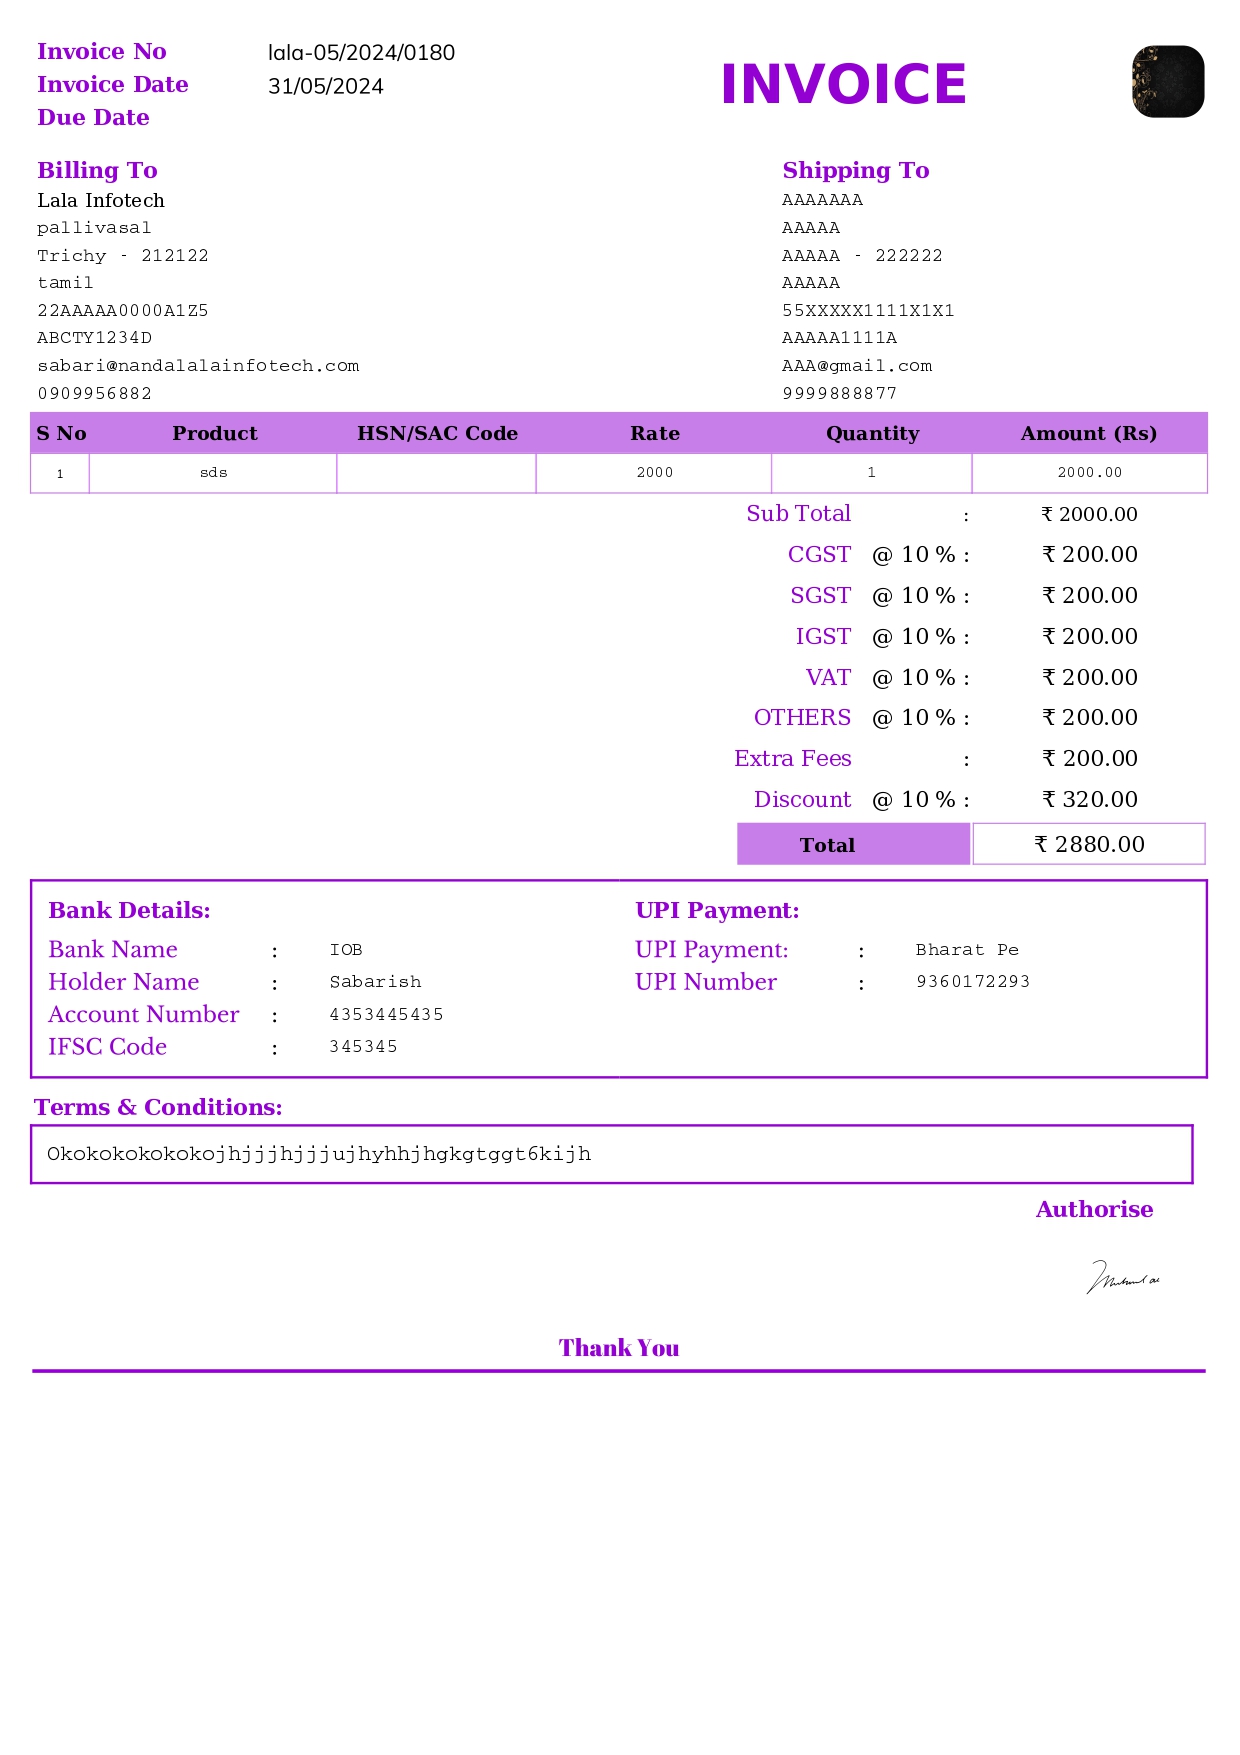 Invoice No lala-05/2024/0180
Invoice Date 31/05/2024
Due Date
INVOICE
Billing To
Lala Infotech
pallivasal
Trichy - 212122
tamil
22AAAAA0000A1Z5
ABCTY1234D
sabari@nandalalainfotech.com
0909956882
Shipping To
AAAAAAA
AAAAA
AAAAA - 222222
AAAAA
55XXXXX1111X1X1
AAAAA1111A
AAA@gmail.com
9999888877
S No Product HSN/SAC Code Rate Quantity Amount (Rs)
1 sds 2000 1 2000.00
Sub Total : ₹ 2000.00
CGST @ 10 % : ₹ 200.00
SGST @ 10 % : ₹ 200.00
IGST @ 10 % : ₹ 200.00
VAT @ 10 % : ₹ 200.00
OTHERS @ 10 % : ₹ 200.00
Extra Fees : ₹ 200.00
Discount @ 10 % : ₹ 320.00
Total ₹ 2880.00
Bank Details:
Bank Name : IOB
Holder Name : Sabarish
Account Number : 4353445435
IFSC Code : 345345
UPI Payment:
UPI Payment: : Bharat Pe
UPI Number : 9360172293
Terms & Conditions:
Okokokokokokojhjjjhjjjujhyhhjhgkgtggt6kijh
Authorise
Thank You